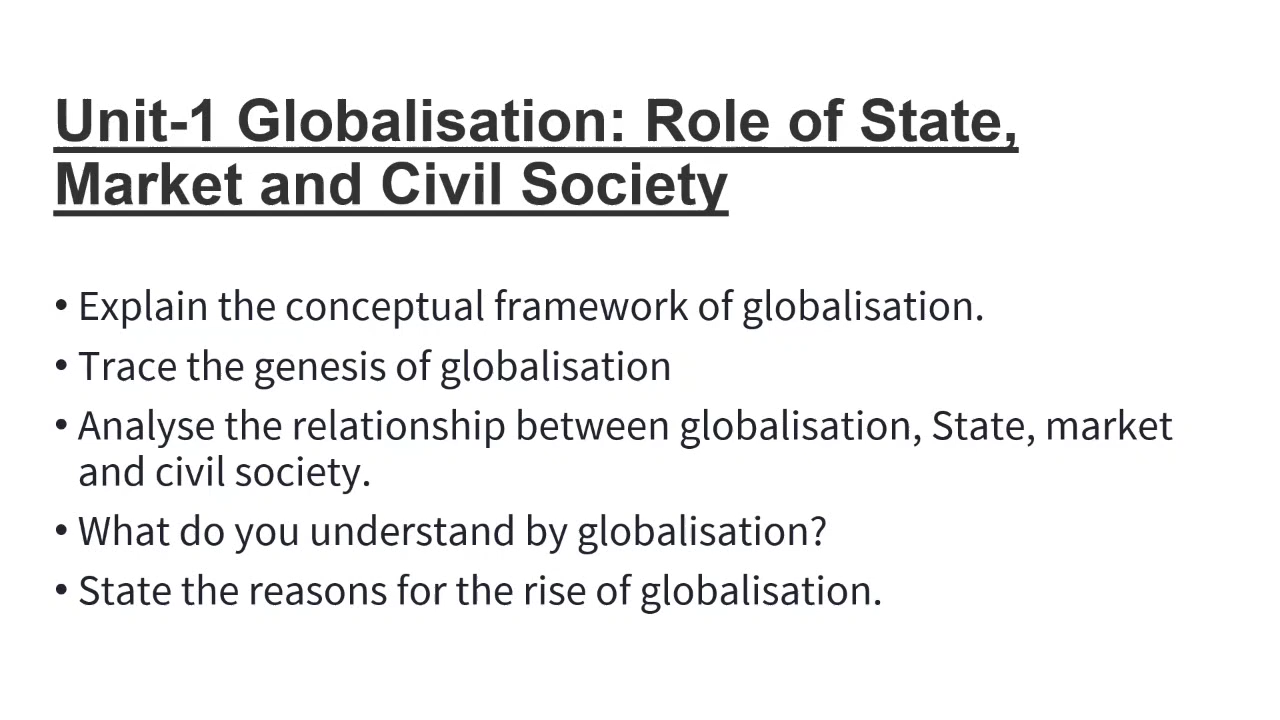 Unit-1 Globalisation: Role of State,
Market and Civil Society
• Explain the conceptual framework of globalisation.
• Trace the genesis of globalisation
• Analyse the relationship between globalisation, State, market
and civil society.
• What do you understand by globalisation?
• State the reasons for the rise of globalisation.